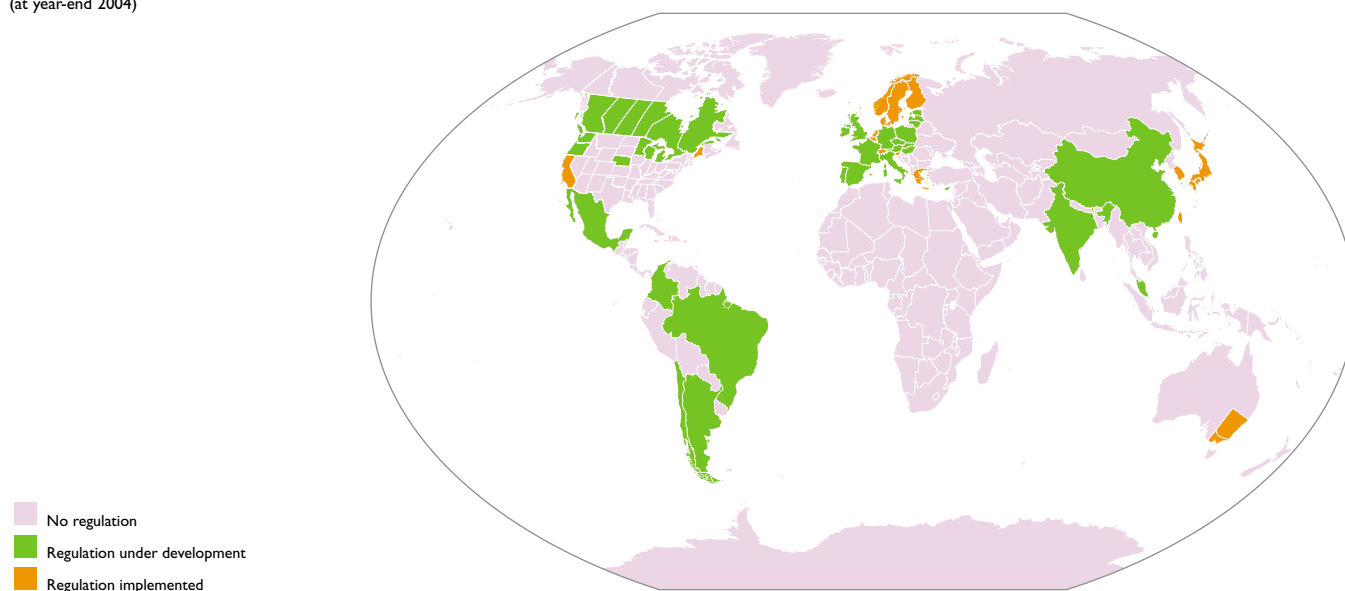 (at year-end 2004)
No regulation
Regulation under development
Regulation implemented